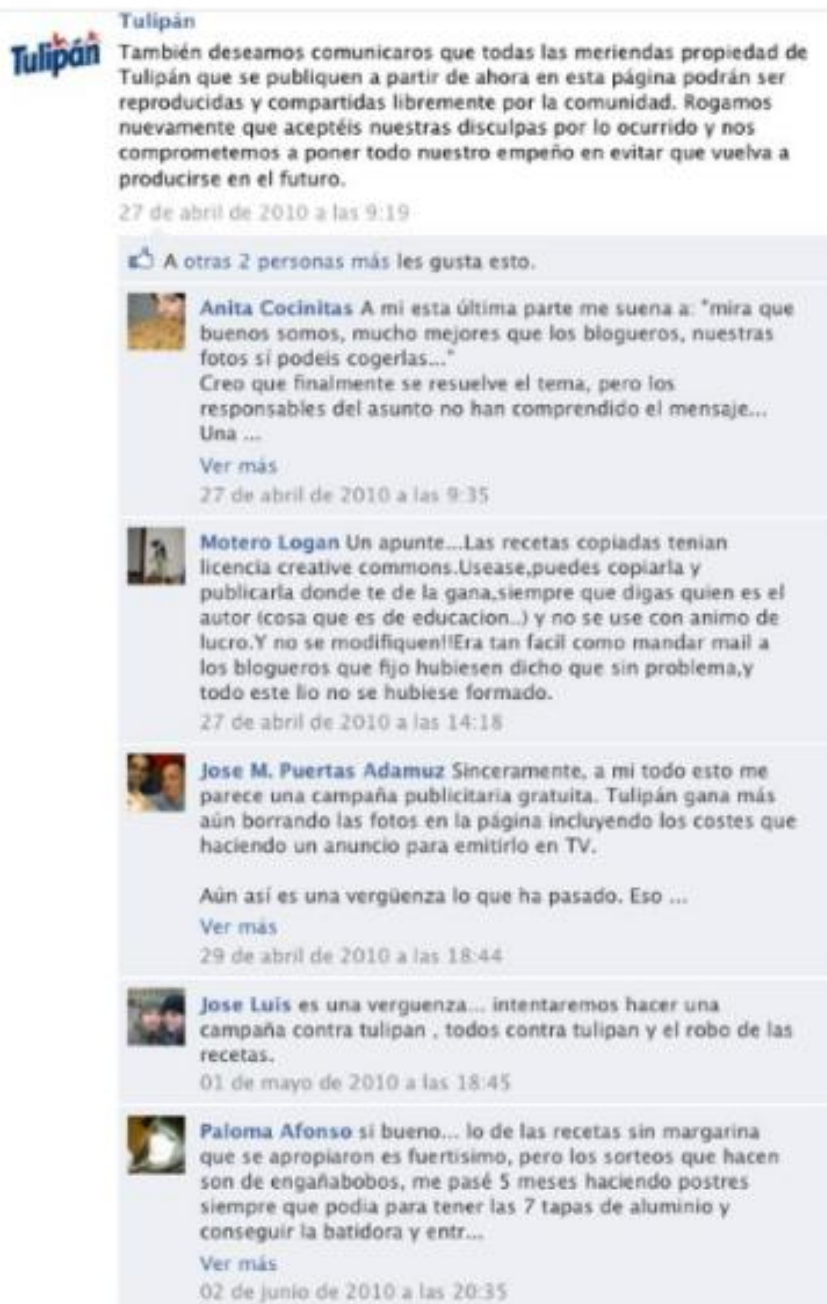 Tulipán
Tulipán
También deseamos comunicaros que todas las meriendas propiedad de
Tulipán que se publiquen a partir de ahora en esta página podrán ser
reproducidas y compartidas libremente por la comunidad. Rogamos
nuevamente que aceptéis nuestras disculpas por lo ocurrido y nos
comprometemos a poner todo nuestro empeño en evitar que vuelva a
producirse en el futuro.
27 de abril de 2010 a las 9:19
A otras 2 personas más les gusta esto.
Anita Cocinitas A mi esta última parte me suena a: "mira que
buenos somos, mucho mejores que los blogueros, nuestras
fotos sí podeis cogerlas..."
Creo que finalmente se resuelve el tema, pero los
responsables del asunto no han comprendido el mensaje...
Una ...
Ver más
27 de abril de 2010 a las 9:35
Motero Logan Un apunte...Las recetas copiadas tenian
licencia creative commons.Usease,puedes copiarla y
publicarla donde te de la gana,siempre que digas quien es el
autor (cosa que es de educacion..) y no se use con animo de
lucro.Y no se modifiquen!!Era tan facil como mandar mail a
los blogueros que fijo hubiesen dicho que sin problema,y
todo este lio no se hubiese formado.
27 de abril de 2010 a las 14:18
Jose M. Puertas Adamuz Sinceramente, a mi todo esto me
parece una campaña publicitaria gratuita. Tulipán gana más
aún borrando las fotos en la página incluyendo los costes que
haciendo un anuncio para emitirlo en TV.
Aún así es una vergüenza lo que ha pasado. Eso ...
Ver más
29 de abril de 2010 a las 18:44
Jose Luis es una verguenza... intentaremos hacer una
campaña contra tulipan , todos contra tulipan y el robo de las
recetas.
01 de mayo de 2010 a las 18:45
Paloma Afonso si bueno... lo de las recetas sin margarina
que se apropiaron es fuertisimo, pero los sorteos que hacen
son de engañabobos, me pasé 5 meses haciendo postres
siempre que podia para tener las 7 tapas de aluminio y
conseguir la batidora y entr...
Ver más
02 de junio de 2010 a las 20:35